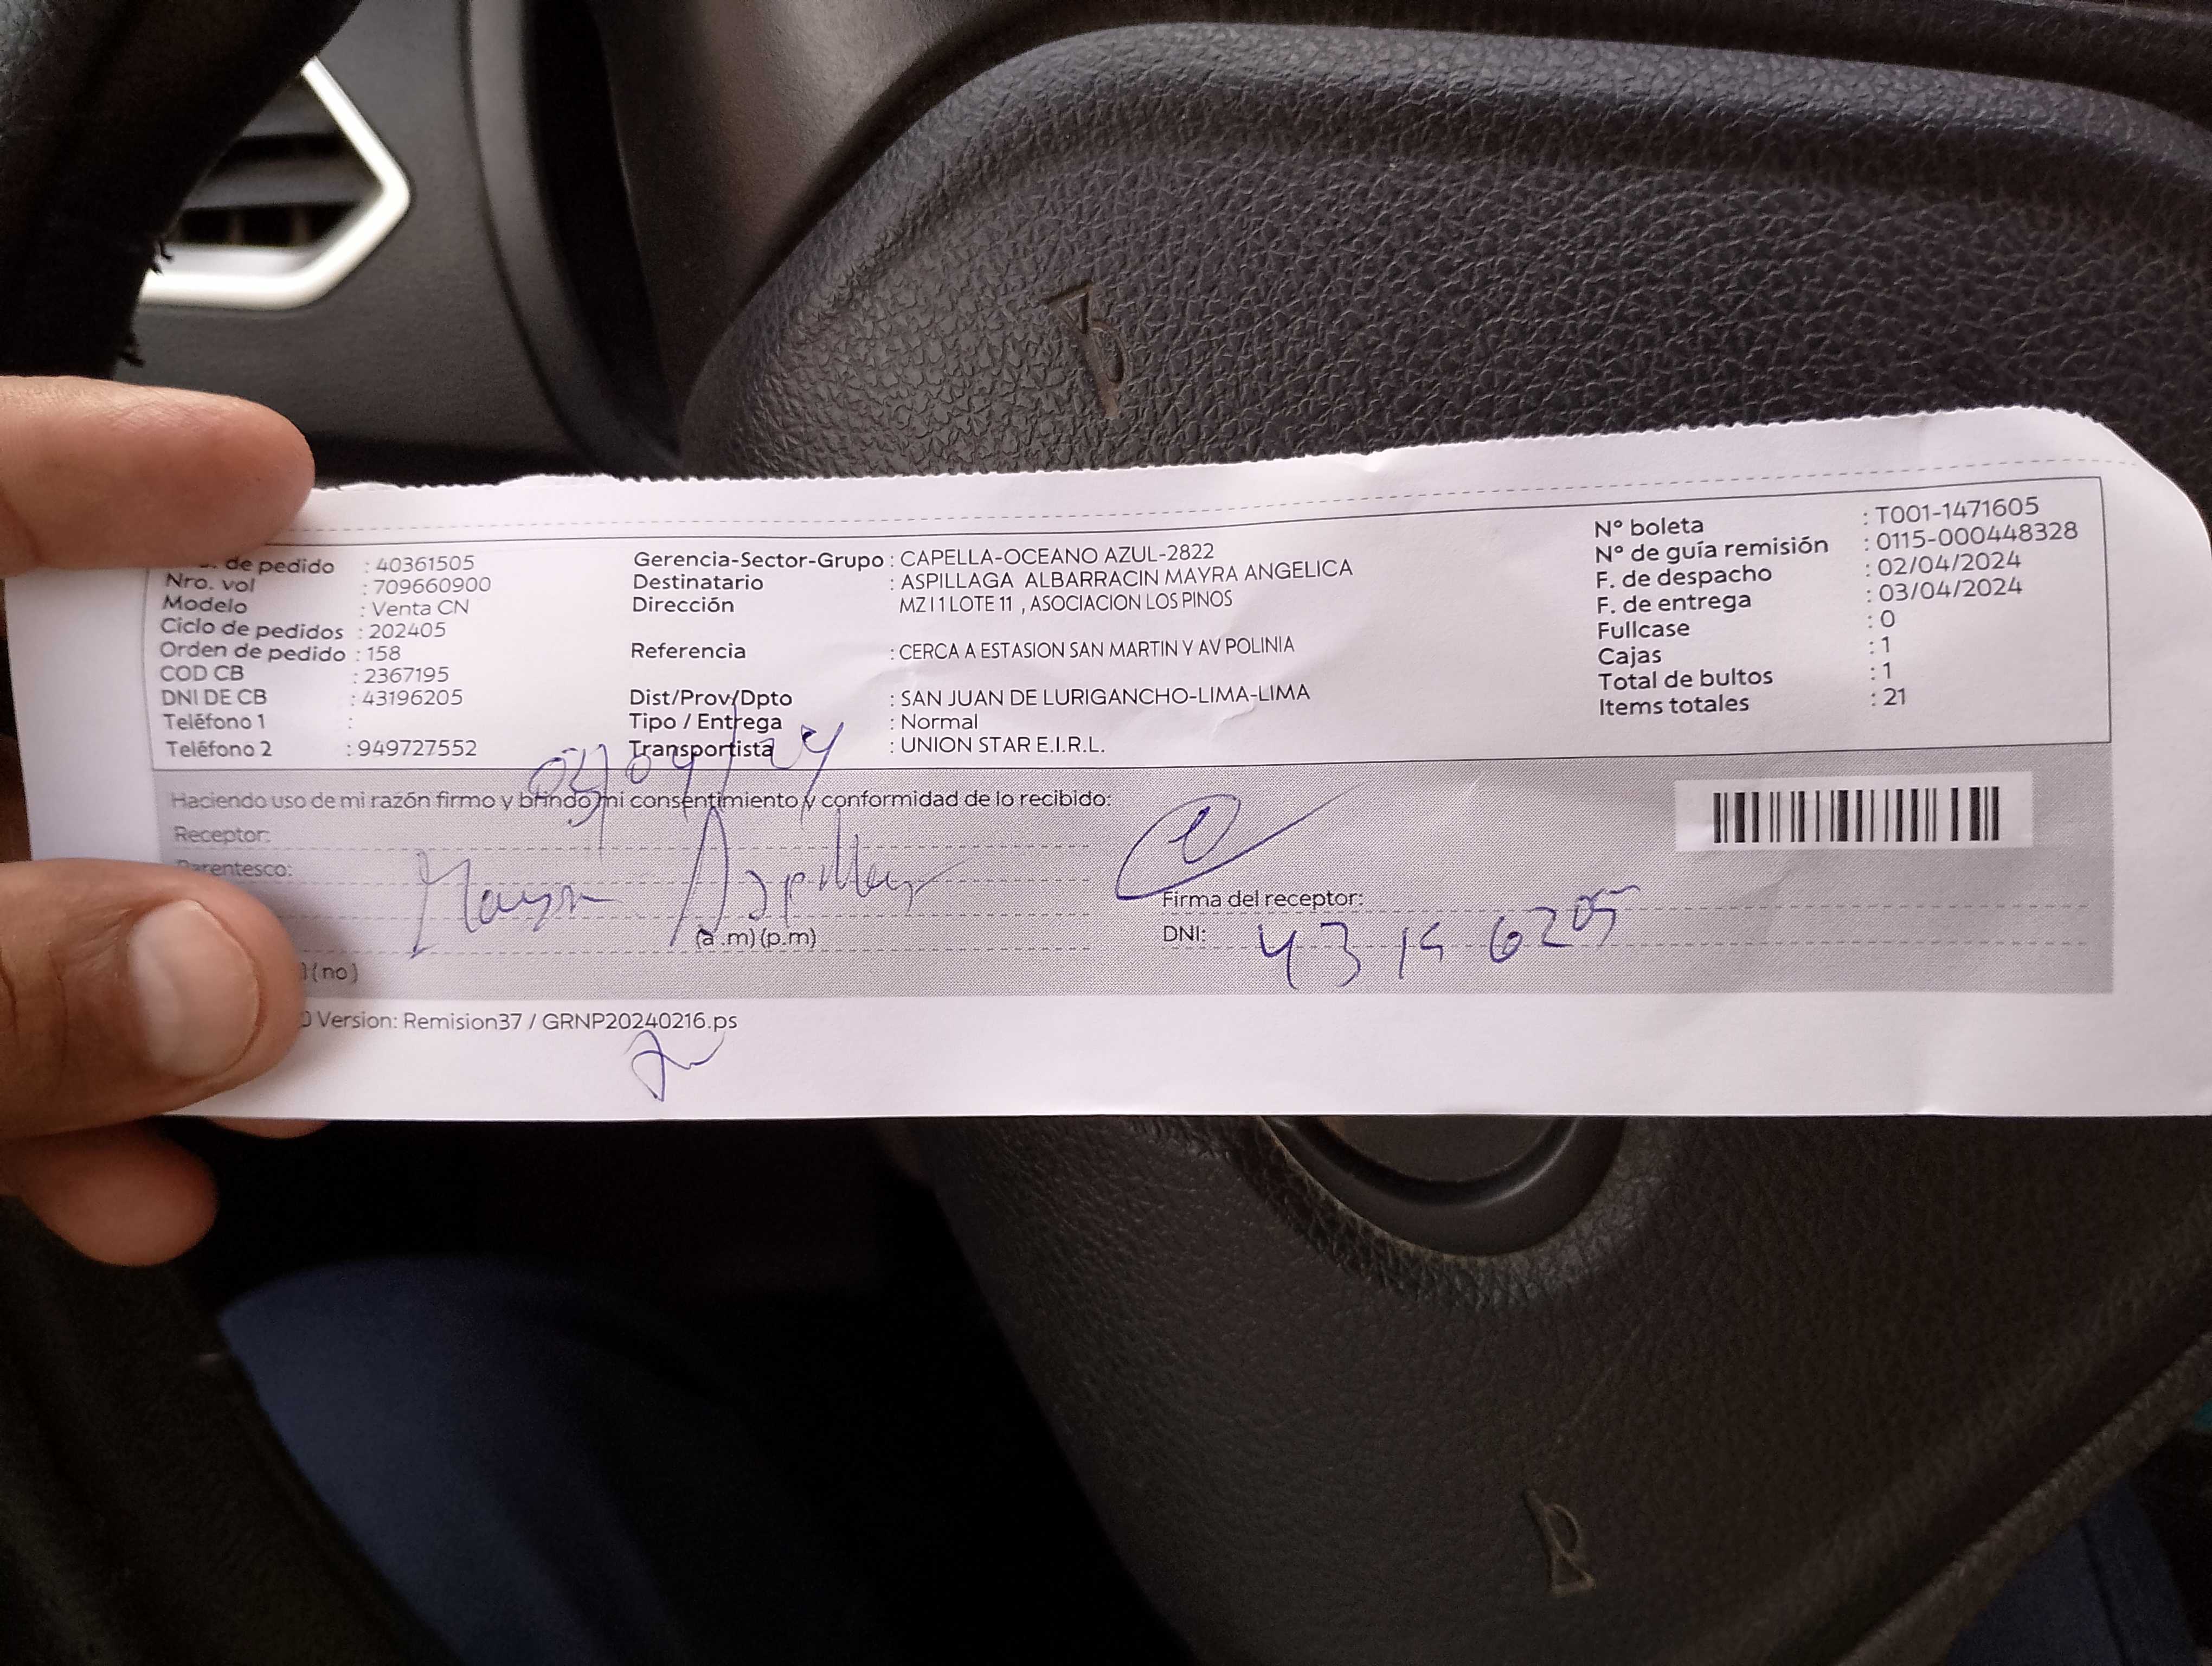 de pedido : 40361505
Nro. vol : 709660900
Modelo : Venta CN
Ciclo de pedidos : 202405
Orden de pedido : 158
COD CB : 2367195
DNI DE CB : 43196205
Teléfono 1 :
Teléfono 2 : 949727552
Gerencia-Sector-Grupo : CAPELLA-OCEANO AZUL-2822
Destinatario : ASPILLAGA ALBARRACIN MAYRA ANGELICA
Dirección MZ I 1 LOTE 11 , ASOCIACION LOS PINOS
Referencia : CERCA A ESTASION SAN MARTIN Y AV POLINIA
Dist/Prov/Dpto : SAN JUAN DE LURIGANCHO-LIMA-LIMA
Tipo / Entrega : Normal
Transportista : UNION STAR E.I.R.L.
N° boleta : T001-1471605
N° de guía remisión : 0115-000448328
F. de despacho : 02/04/2024
F. de entrega : 03/04/2024
Fullcase : 0
Cajas : 1
Total de bultos : 1
Items totales : 21
03/04/24
Haciendo uso de mi razón firmo y brindo mi consentimiento y conformidad de lo recibido:
Receptor:
Parentesco:
Mayra Aspillaga
(a.m)(p.m)
(no)
Firma del receptor:
DNI: 43196205
Version: Remision37 / GRNP20240216.ps